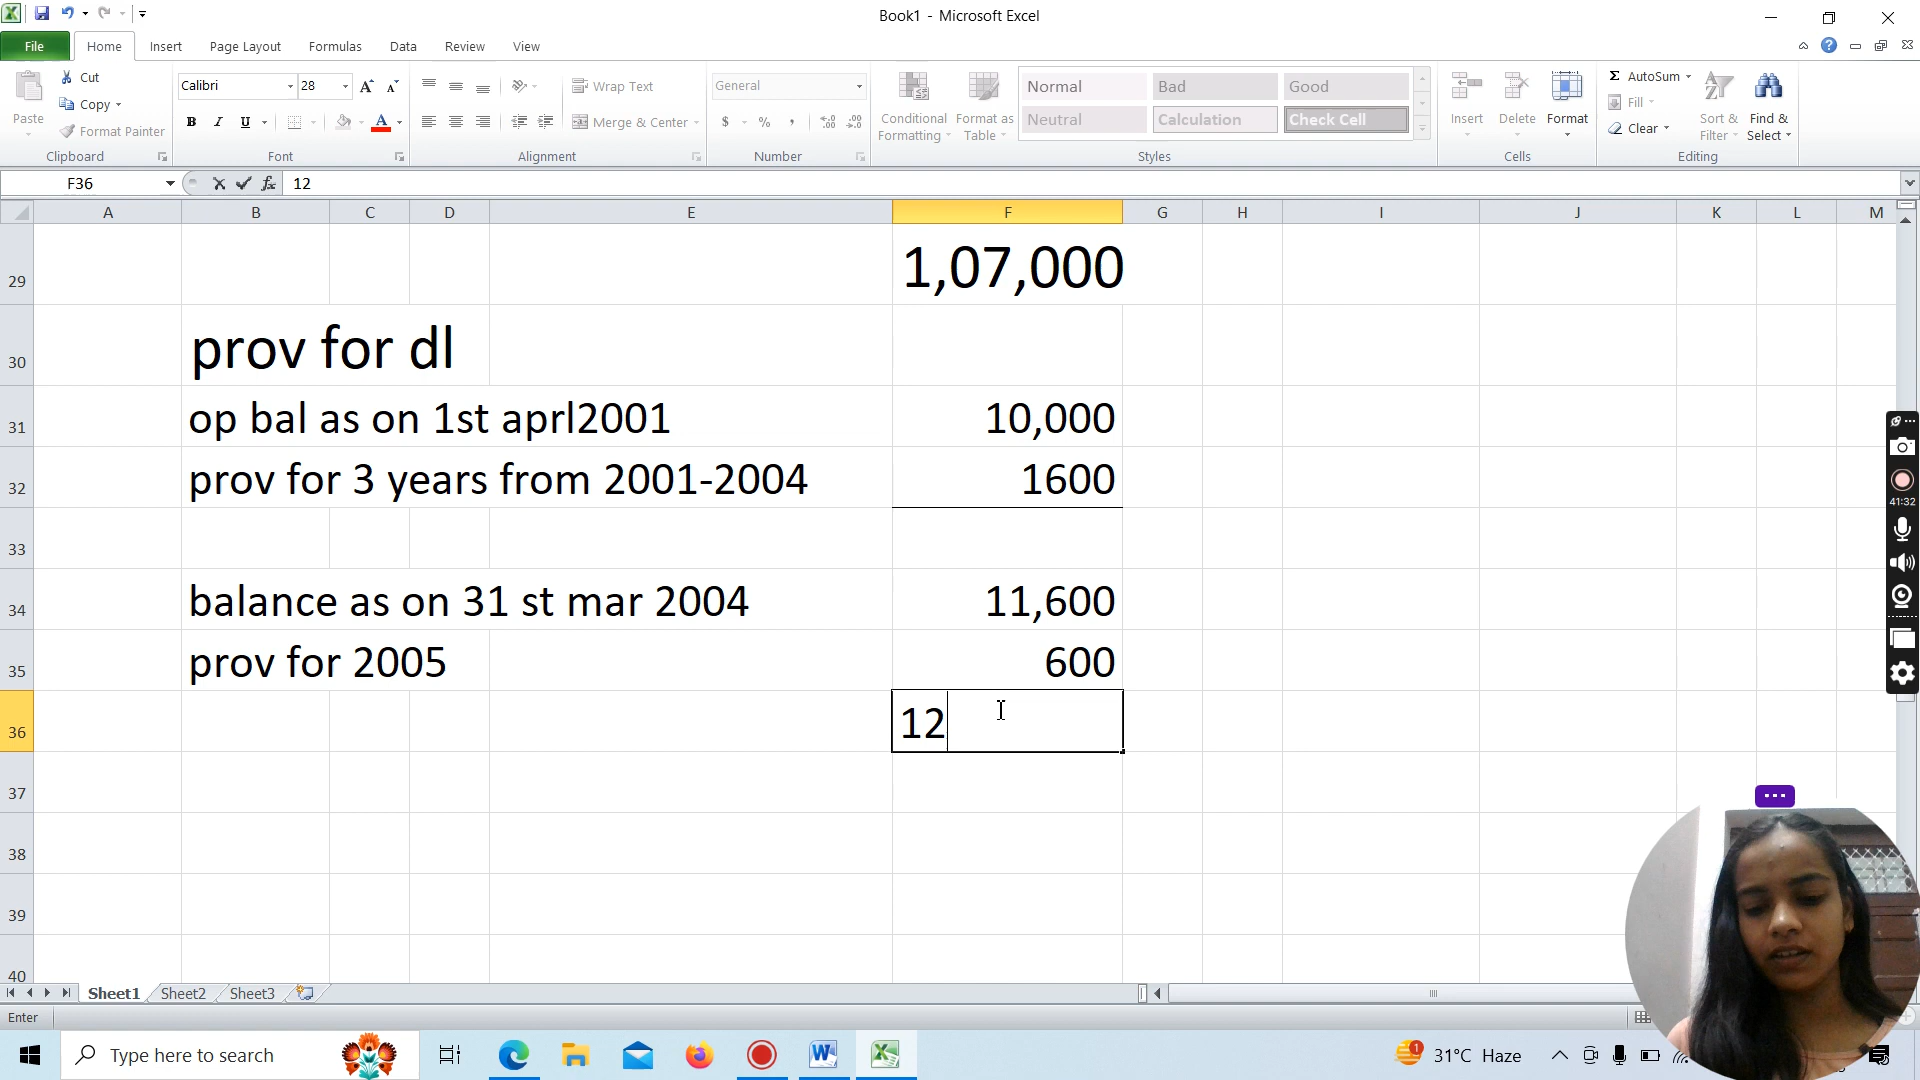 Book1 - Microsoft Excel
File Home Insert Page Layout Formulas Data Review View
Paste
Cut
Copy
Format Painter
Clipboard
Calibri 28
B I U
Font
Wrap Text
Merge & Center
Alignment
General
$ % ,
Number
Conditional Formatting
Format as Table
Normal Bad Good
Neutral Calculation Check Cell
Styles
Insert Delete Format
Cells
Σ AutoSum
Fill
Clear
Sort & Filter
Find & Select
Editing
F36 fx 12
A B C D E F G H I J K L M
29 1,07,000
30 prov for dl
31 op bal as on 1st aprl2001 10,000
32 prov for 3 years from 2001-2004 1600
33
34 balance as on 31 st mar 2004 11,600
35 prov for 2005 600
36 12
37
38
39
40
41:32
Sheet1 Sheet2 Sheet3
Enter
Type here to search
31°C Haze